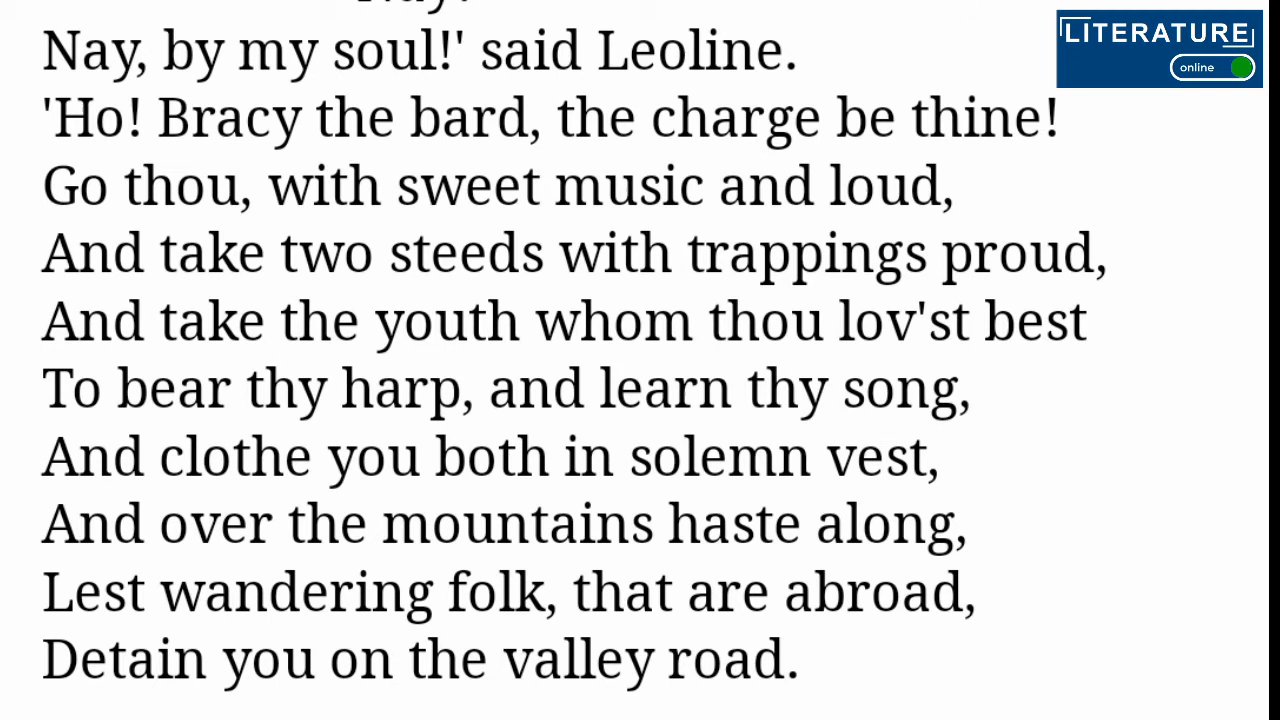 Nay, by my soul!' said Leoline.
'Ho! Bracy the bard, the charge be thine!
Go thou, with sweet music and loud,
And take two steeds with trappings proud,
And take the youth whom thou lov'st best
To bear thy harp, and learn thy song,
And clothe you both in solemn vest,
And over the mountains haste along,
Lest wandering folk, that are abroad,
Detain you on the valley road.
LITERATURE
online